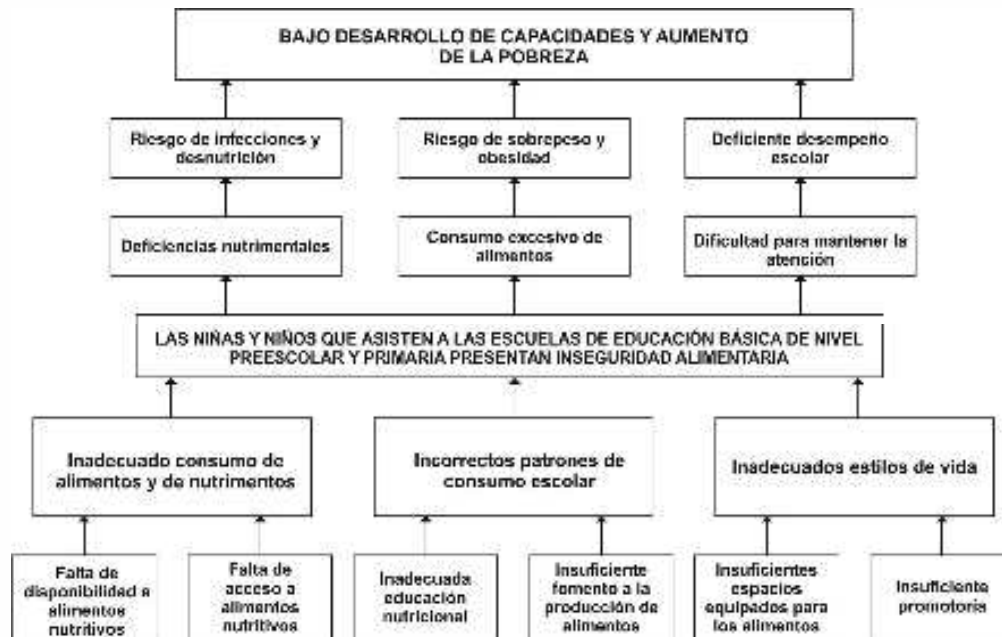 BAJO DESARROLLO DE CAPACIDADES Y AUMENTO
DE LA POBREZA
Riesgo de infecciones y
desnutrición
Riesgo de sobrepeso y
obesidad
Deficiente desempeño
escolar
Deficiencias nutrimentales
Consumo excesivo de
alimentos
Dificultad para mantener la
atención
LAS NIÑAS Y NIÑOS QUE ASISTEN A LAS ESCUELAS DE EDUCACIÓN BÁSICA DE NIVEL
PREESCOLAR Y PRIMARIA PRESENTAN INSEGURIDAD ALIMENTARIA
Inadecuado consumo de
alimentos y de nutrimentos
Incorrectos patrones de
consumo escolar
Inadecuados estilos de vida
Falta de
disponibilidad a
alimentos
nutritivos
Falta de
acceso a
alimentos
nutritivos
Inadecuada
educación
nutricional
Insuficiente
fomento a la
producción de
alimentos
Insuficientes
espacios
equipados para
los alimentos
Insuficiente
promotoria